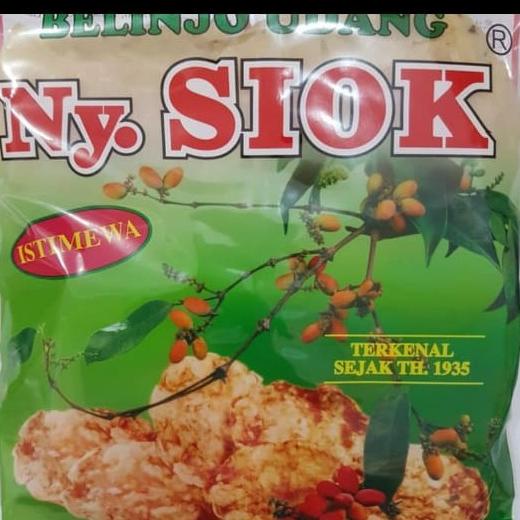 BELINJO UDANG
®
Ny. SIOK
ISTIMEWA
TERKENAL
SEJAK TH. 1935